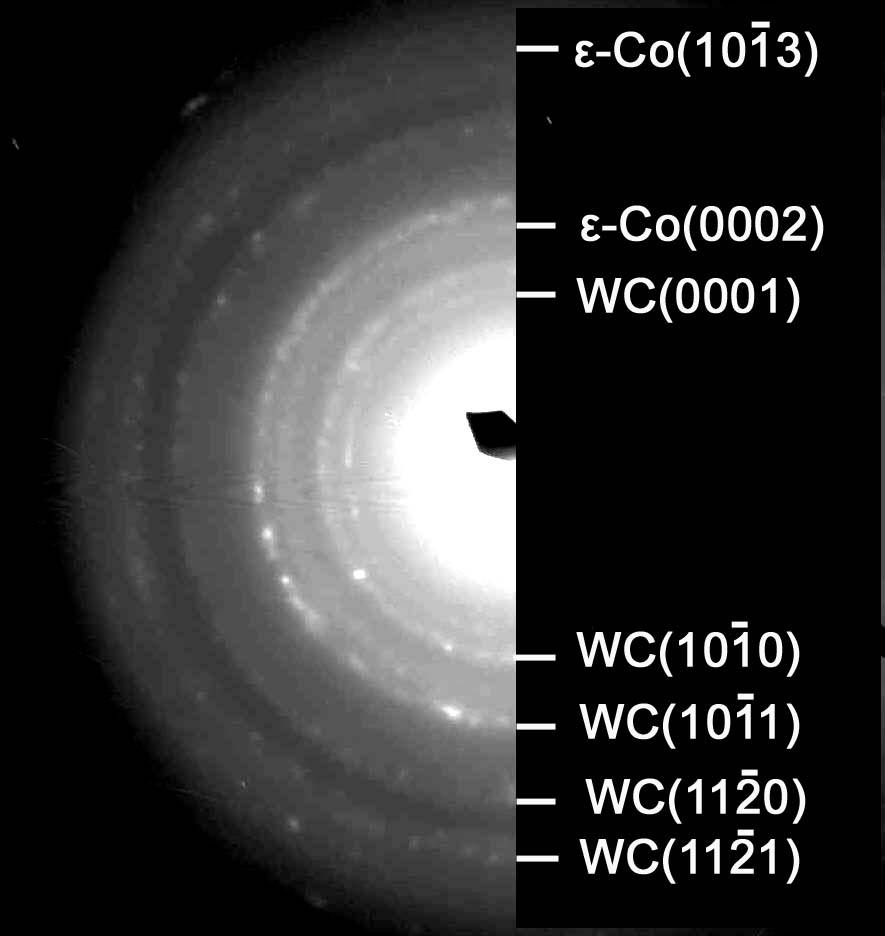 ε-Co(101̄3)
ε-Co(0002)
WC(0001)
WC(101̄0)
WC(101̄1)
WC(112̄0)
WC(112̄1)